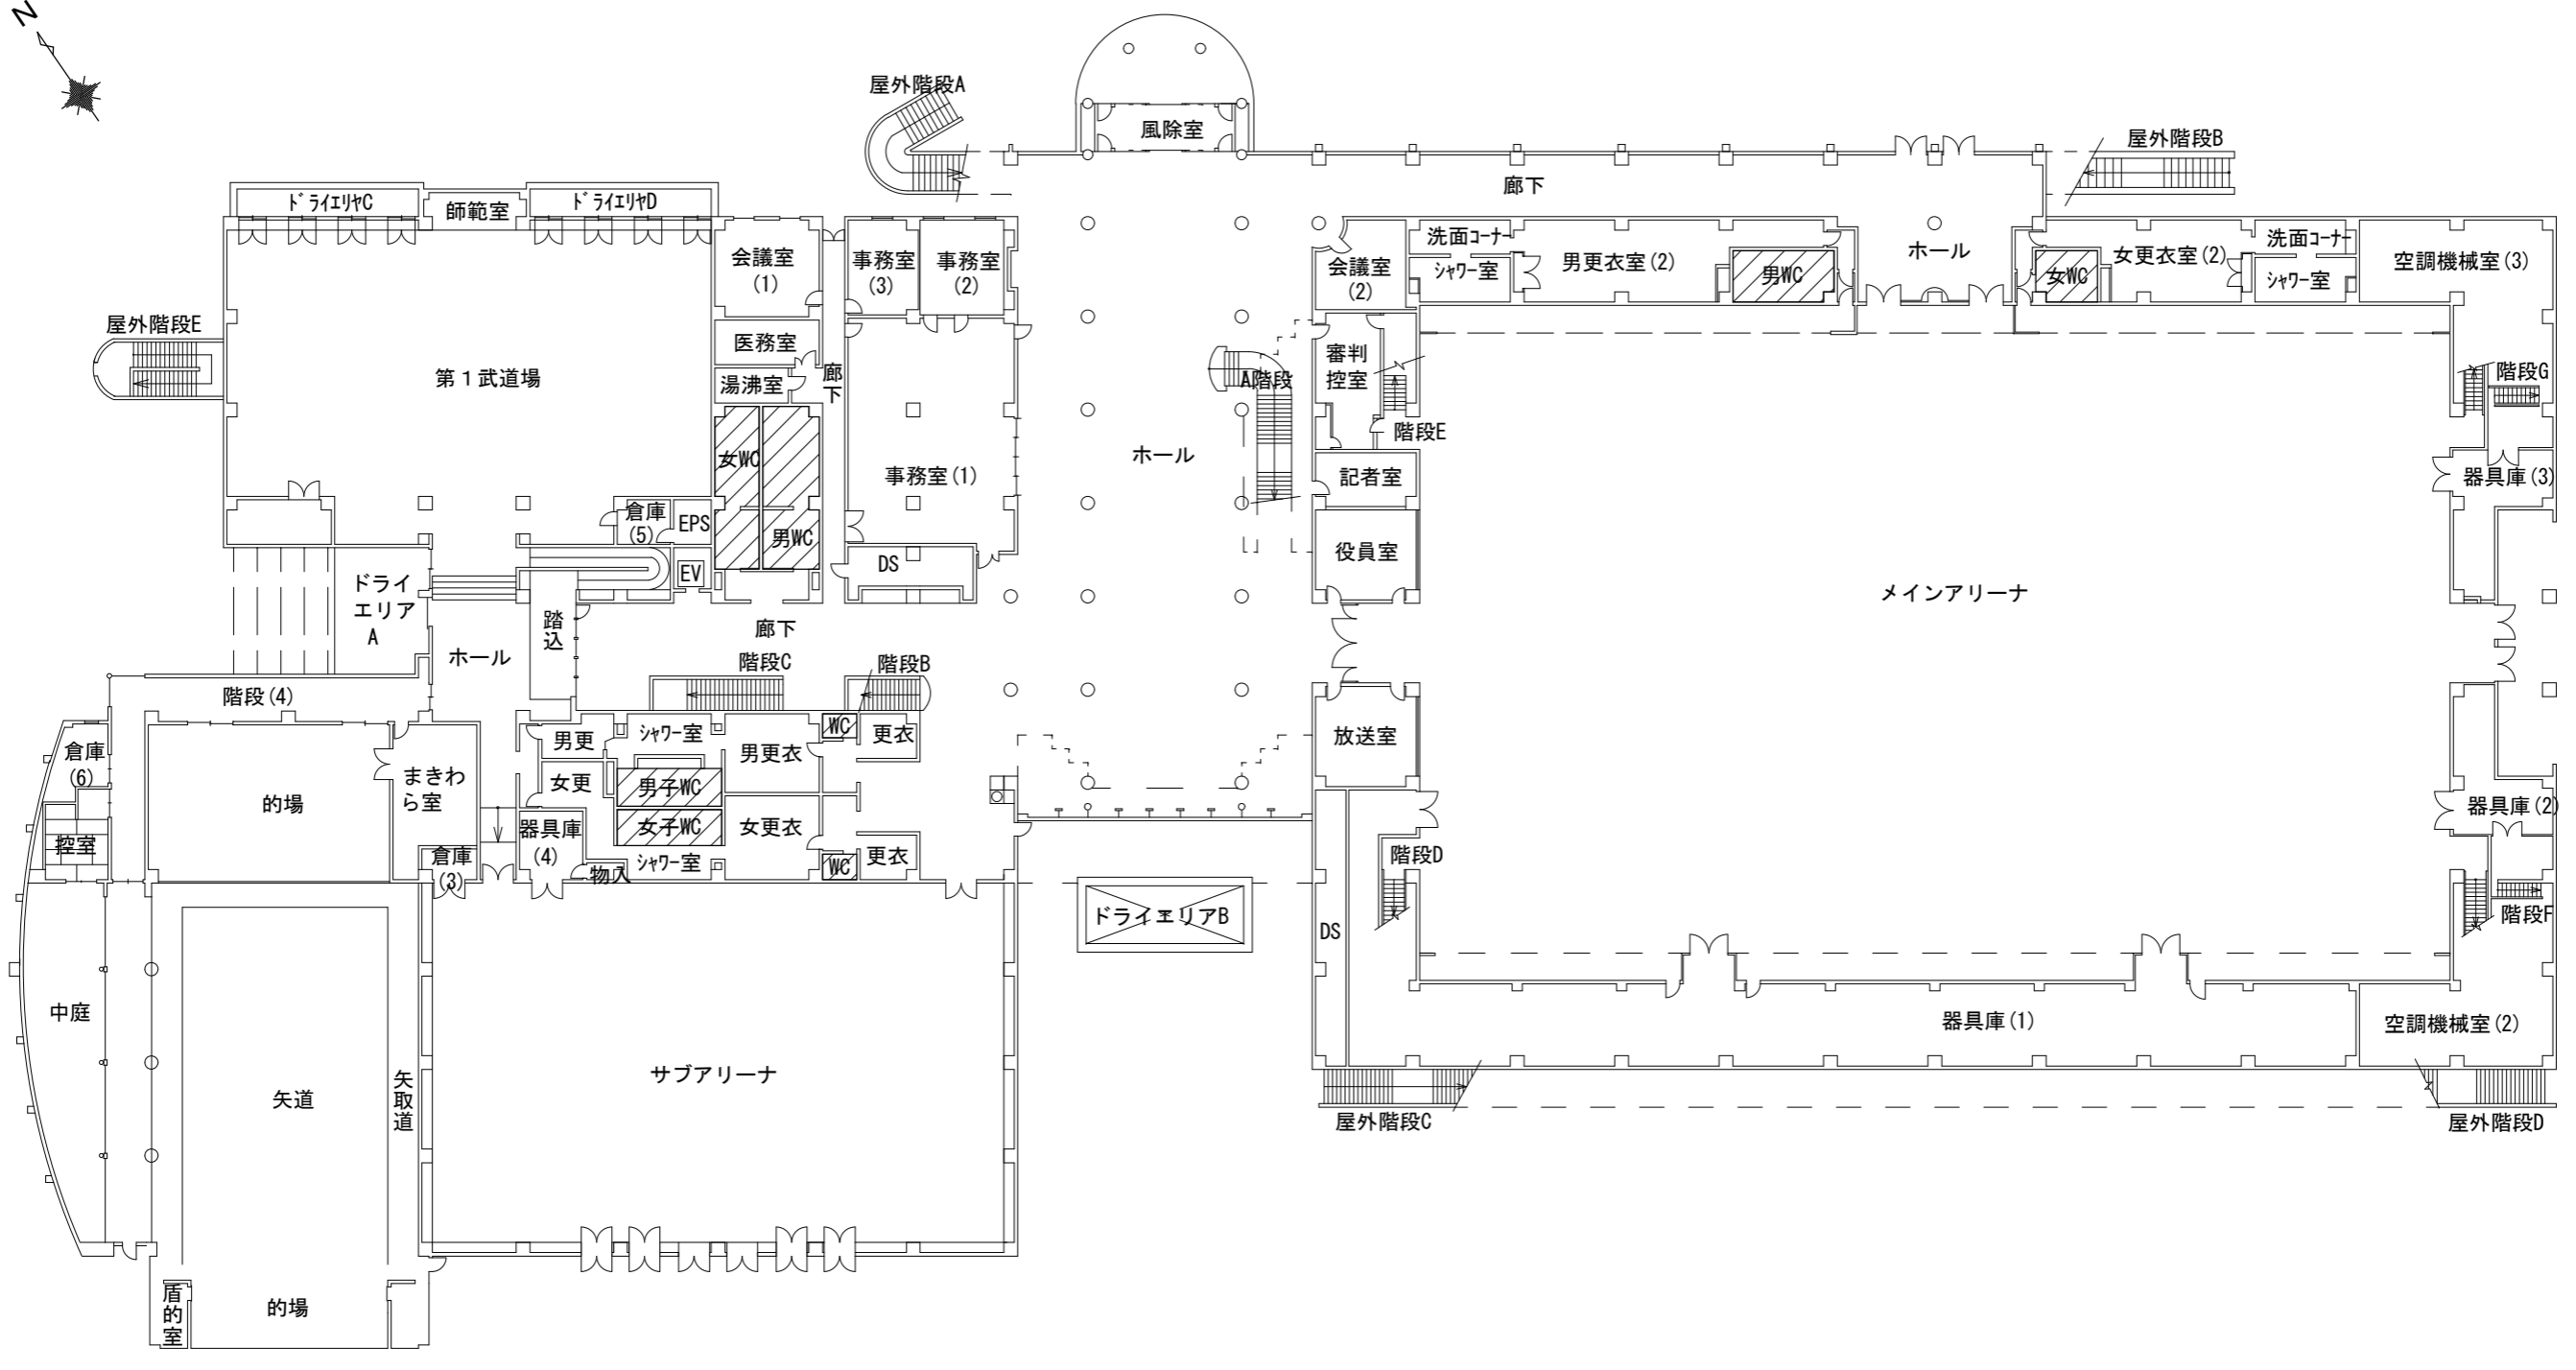 N
屋外階段A
風除室
屋外階段B
廊下
ドライエリヤC
師範室
ドライエリヤD
会議室
(1)
事務室
(3)
事務室
(2)
会議室
(2)
洗面コーナー
シャワー室
男更衣室(2)
男WC
ホール
女WC
女更衣室(2)
洗面コーナー
シャワー室
空調機械室(3)
屋外階段E
第1武道場
医務室
湯沸室
廊下
A階段
審判
控室
階段E
階段G
女WC
男WC
事務室(1)
ホール
記者室
器具庫(3)
倉庫
(5)
EPS
EV
DS
役員室
メインアリーナ
ドライ
エリア
A
踏込
ホール
廊下
階段C
階段B
階段(4)
倉庫
(6)
控室
的場
まきわ
ら室
倉庫
(3)
男更
女更
シャワー室
男子WC
女子WC
シャワー室
器具庫
(4)
物入
男更衣
女更衣
WC
更衣
WC
更衣
放送室
器具庫(2)
階段D
階段F
ドライエリアB
DS
中庭
矢道
矢取道
サブアリーナ
器具庫(1)
空調機械室(2)
屋外階段C
屋外階段D
盾的室
的場